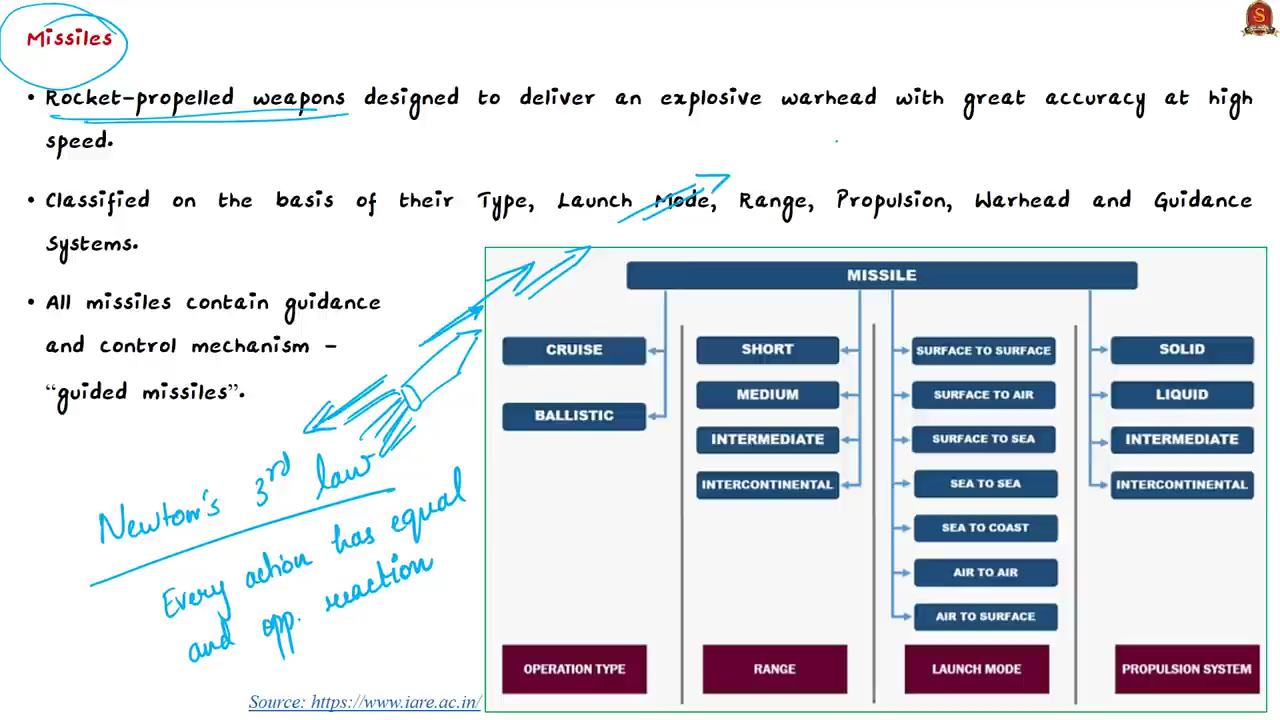 Missiles
• Rocket-propelled weapons designed to deliver an explosive warhead with great accuracy at high
speed.
• Classified on the basis of their Type, Launch Mode, Range, Propulsion, Warhead and Guidance
Systems.
• All missiles contain guidance
and control mechanism –
“guided missiles”.
Newton's 3rd law
Every action has equal
and opp. reaction
MISSILE
CRUISE
BALLISTIC
OPERATION TYPE
SHORT
MEDIUM
INTERMEDIATE
INTERCONTINENTAL
RANGE
SURFACE TO SURFACE
SURFACE TO AIR
SURFACE TO SEA
SEA TO SEA
SEA TO COAST
AIR TO AIR
AIR TO SURFACE
LAUNCH MODE
SOLID
LIQUID
INTERMEDIATE
INTERCONTINENTAL
PROPULSION SYSTEM
Source: https://www.iare.ac.in/